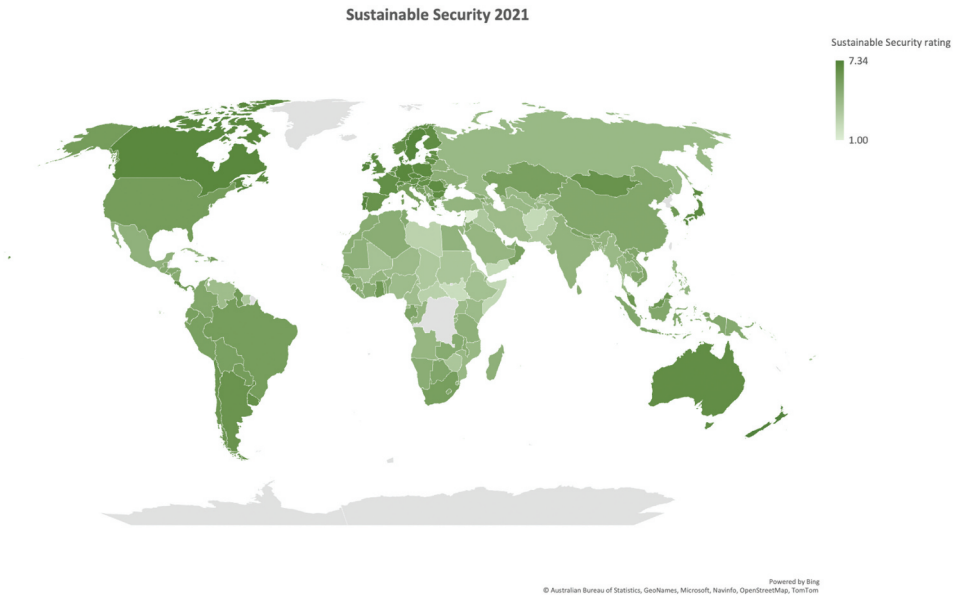 Sustainable Security 2021
Sustainable Security rating
7.34
1.00
Powered by Bing
© Australian Bureau of Statistics, GeoNames, Microsoft, Navinfo, OpenStreetMap, TomTom